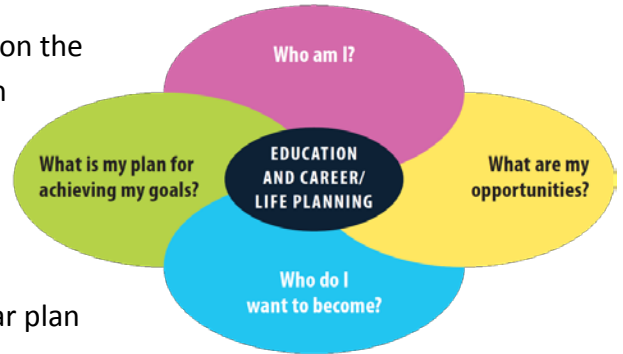 on the
Who am I?
What is my plan for
achieving my goals?
EDUCATION
AND CAREER/
LIFE PLANNING
What are my
opportunities?
Who do I
want to become?
plan